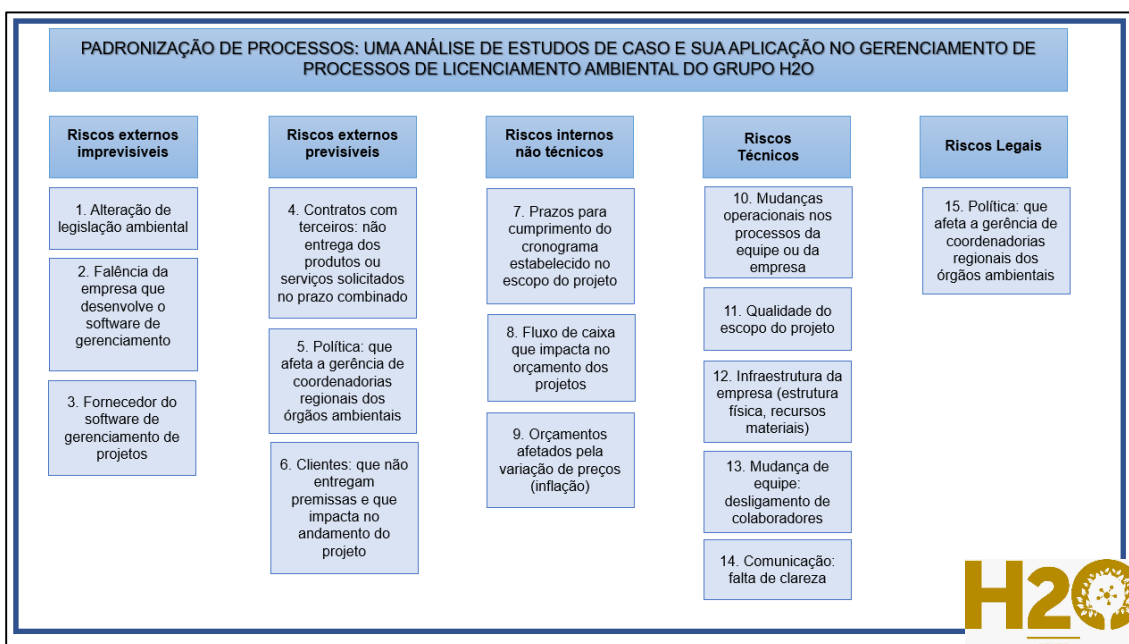 PADRONIZAÇÃO DE PROCESSOS: UMA ANÁLISE DE ESTUDOS DE CASO E SUA APLICAÇÃO NO GERENCIAMENTO DE
PROCESSOS DE LICENCIAMENTO AMBIENTAL DO GRUPO H2O
Riscos externos
imprevisíveis
1. Alteração de
legislação ambiental
2. Falência da
empresa que
desenvolve o
software de
gerenciamento
3. Fornecedor do
software de
gerenciamento de
projetos
Riscos externos
previsíveis
4. Contratos com
terceiros: não
entrega dos
produtos ou
serviços solicitados
no prazo combinado
5. Política: que
afeta a gerência de
coordenadorias
regionais dos
órgãos ambientais
6. Clientes: que não
entregam
premissas e que
impacta no
andamento do
projeto
Riscos internos
não técnicos
7. Prazos para
cumprimento do
cronograma
estabelecido no
escopo do projeto
8. Fluxo de caixa
que impacta no
orçamento dos
projetos
9. Orçamentos
afetados pela
variação de preços
(inflação)
Riscos
Técnicos
10. Mudanças
operacionais nos
processos da
equipe ou da
empresa
11. Qualidade do
escopo do projeto
12. Infraestrutura da
empresa (estrutura
física, recursos
materiais)
13. Mudança de
equipe:
desligamento de
colaboradores
14. Comunicação:
falta de clareza
Riscos Legais
15. Política: que
afeta a gerência de
coordenadorias
regionais dos
órgãos ambientais
H2O